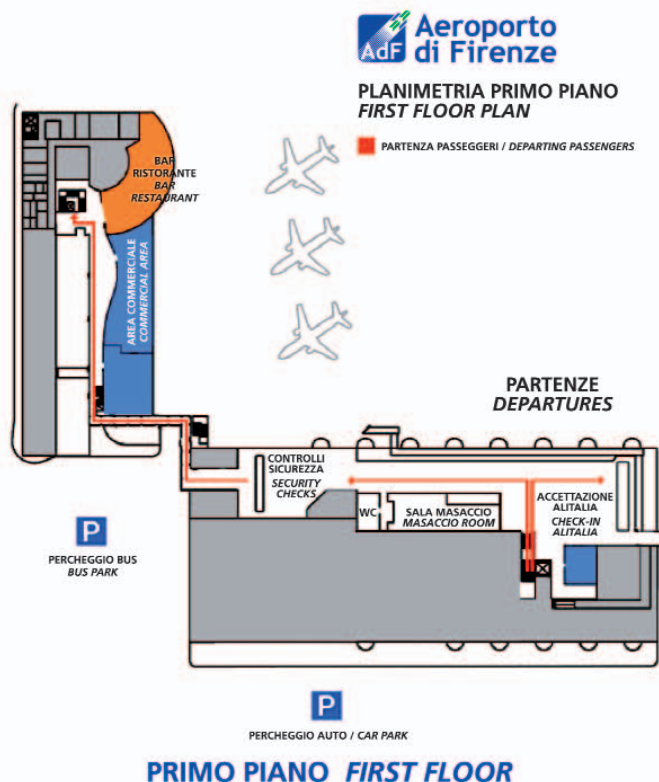 AdF Aeroporto
di Firenze
PLANIMETRIA PRIMO PIANO
FIRST FLOOR PLAN
PARTENZA PASSEGGERI / DEPARTING PASSENGERS
BAR
RISTORANTE
BAR
RESTAURANT
AREA COMMERCIALE
COMMERCIAL AREA
PARTENZE
DEPARTURES
CONTROLLI
SICUREZZA
SECURITY
CHECKS
WC
SALA MASACCIO
MASACCIO ROOM
ACCETTAZIONE
ALITALIA
CHECK-IN
ALITALIA
P
PERCHEGGIO BUS
BUS PARK
P
PERCHEGGIO AUTO / CAR PARK
PRIMO PIANO FIRST FLOOR